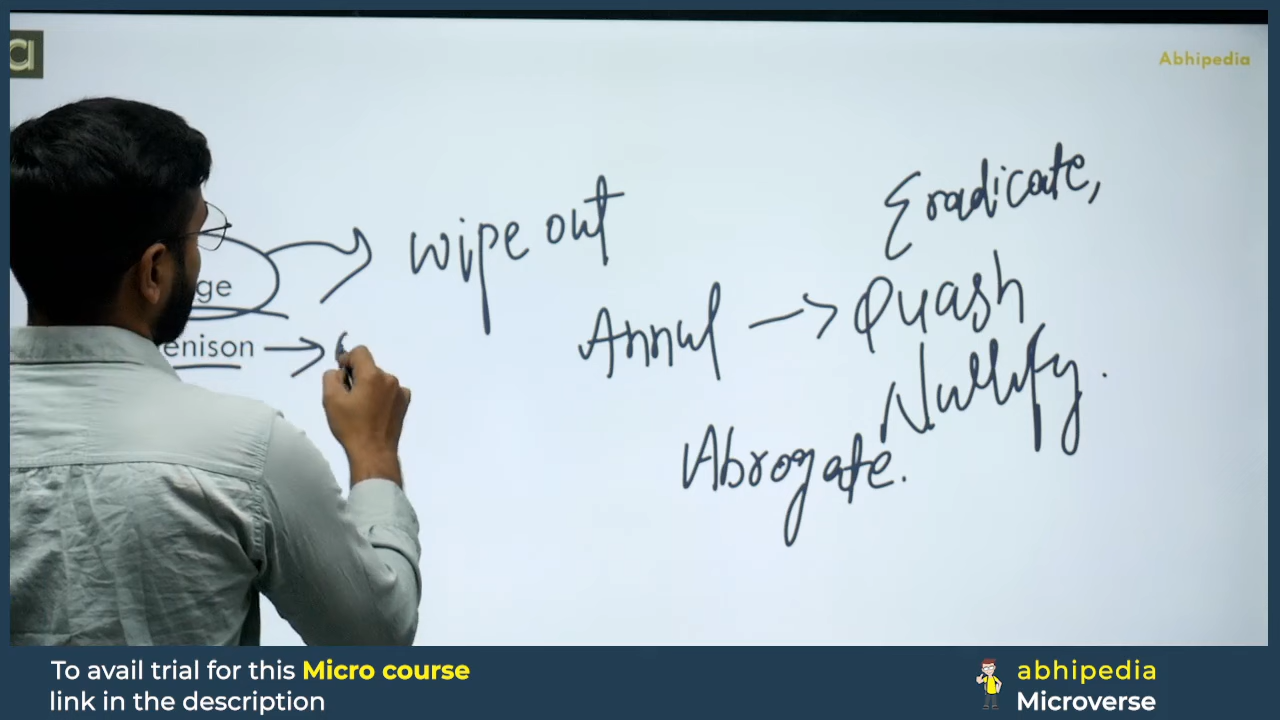 a
Abhipedia
Eradicate,
wipe out
ge
Annul → Quash
enison →
Nullify.
Abrogate.
To avail trial for this Micro course
link in the description
abhipedia
Microverse